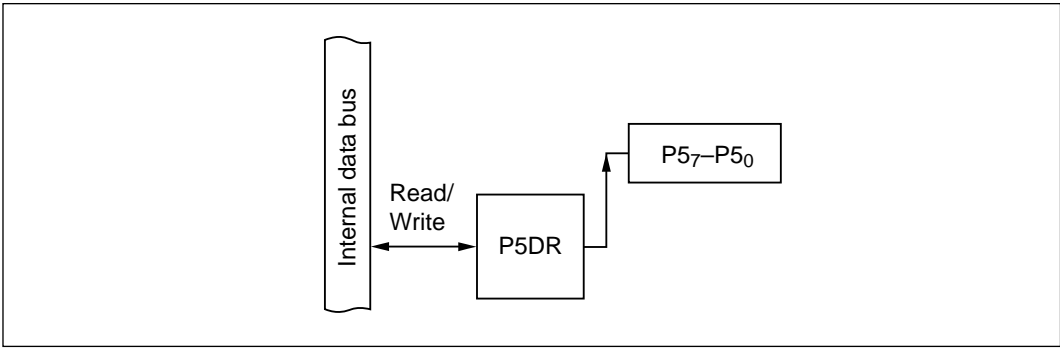 Internal data bus
Read/
Write
P5DR
P5₇–P5₀